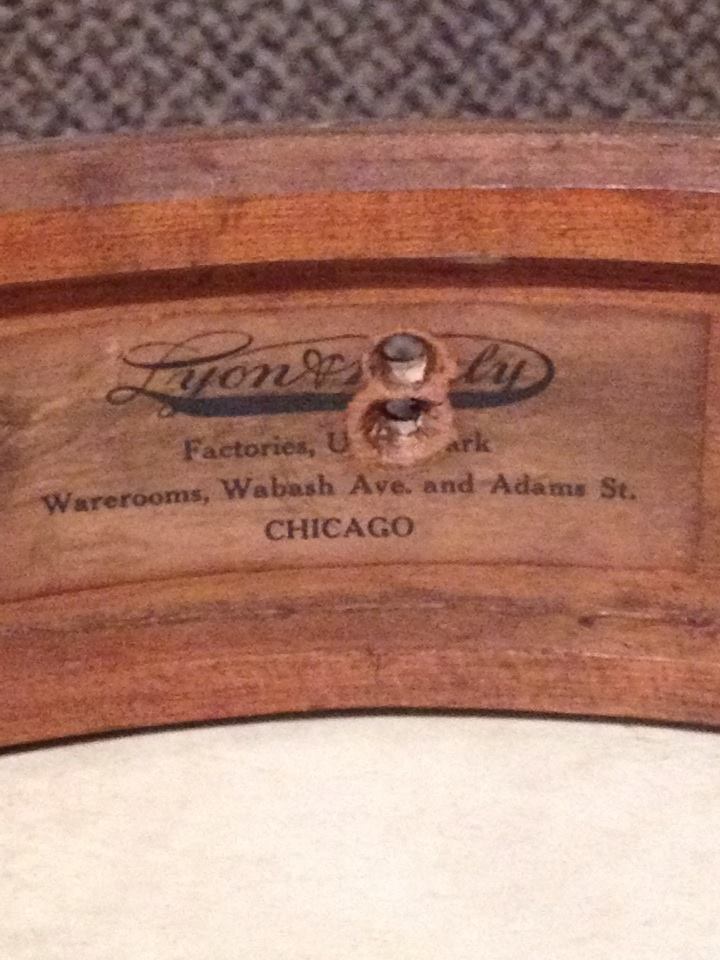 Lyon &
Factories,
Warerooms, Wabash Ave. and Adams St.
CHICAGO